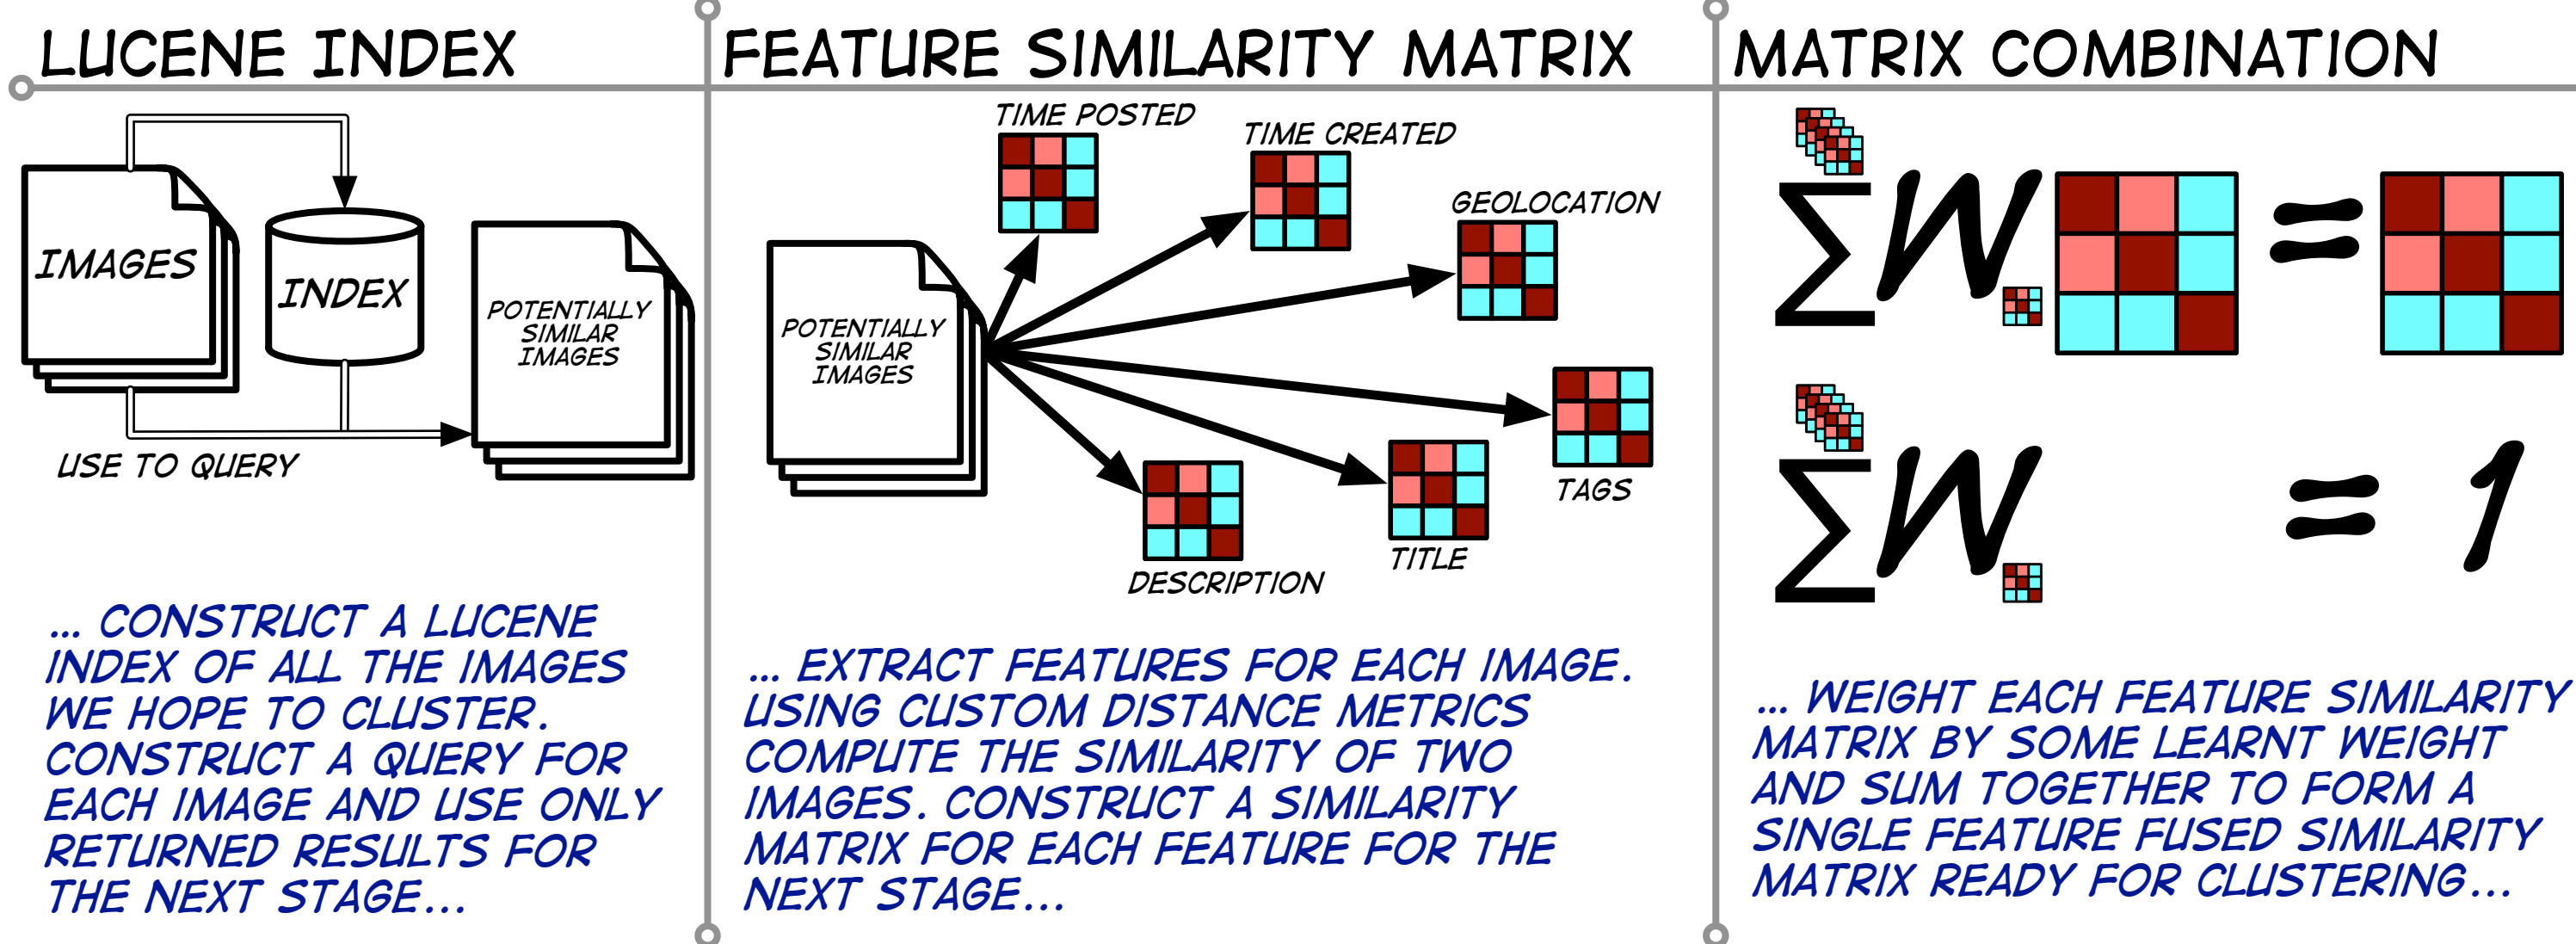 LUCENE INDEX
IMAGES
INDEX
POTENTIALLY
SIMILAR
IMAGES
USE TO QUERY
... CONSTRUCT A LUCENE
INDEX OF ALL THE IMAGES
WE HOPE TO CLUSTER.
CONSTRUCT A QUERY FOR
EACH IMAGE AND USE ONLY
RETURNED RESULTS FOR
THE NEXT STAGE...
FEATURE SIMILARITY MATRIX
TIME POSTED
TIME CREATED
GEOLOCATION
POTENTIALLY
SIMILAR
IMAGES
TAGS
TITLE
DESCRIPTION
... EXTRACT FEATURES FOR EACH IMAGE.
USING CUSTOM DISTANCE METRICS
COMPUTE THE SIMILARITY OF TWO
IMAGES. CONSTRUCT A SIMILARITY
MATRIX FOR EACH FEATURE FOR THE
NEXT STAGE...
MATRIX COMBINATION
∑W =
∑W = 1
... WEIGHT EACH FEATURE SIMILARITY
MATRIX BY SOME LEARNT WEIGHT
AND SUM TOGETHER TO FORM A
SINGLE FEATURE FUSED SIMILARITY
MATRIX READY FOR CLUSTERING...